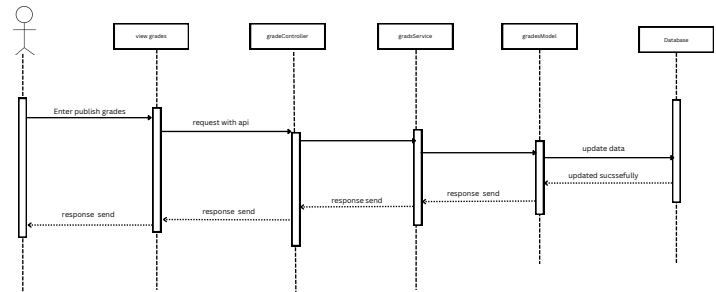 view grades
gradeController
gradsService
gradesModel
Database
Enter publish grades
request with api
update data
updated sucssefully
response send
response send
response send
response send